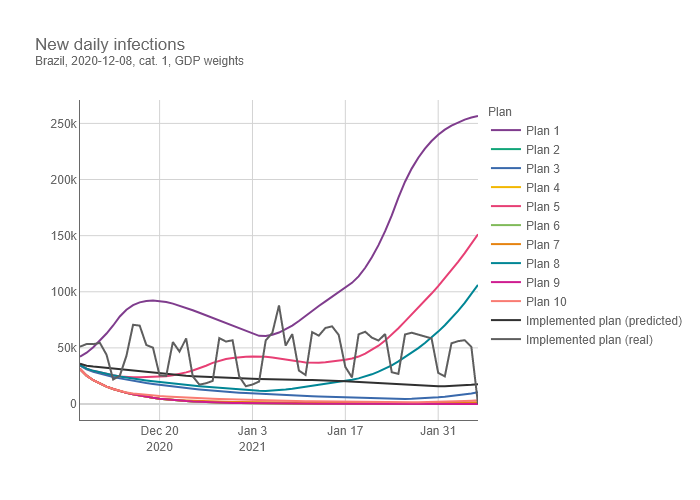 New daily infections
Brazil, 2020-12-08, cat. 1, GDP weights
Plan
250k
200k
150k
100k
50k
0
Dec 20
2020
Jan 3
2021
Jan 17
Jan 31
Plan 1
Plan 2
Plan 3
Plan 4
Plan 5
Plan 6
Plan 7
Plan 8
Plan 9
Plan 10
Implemented plan (predicted)
Implemented plan (real)